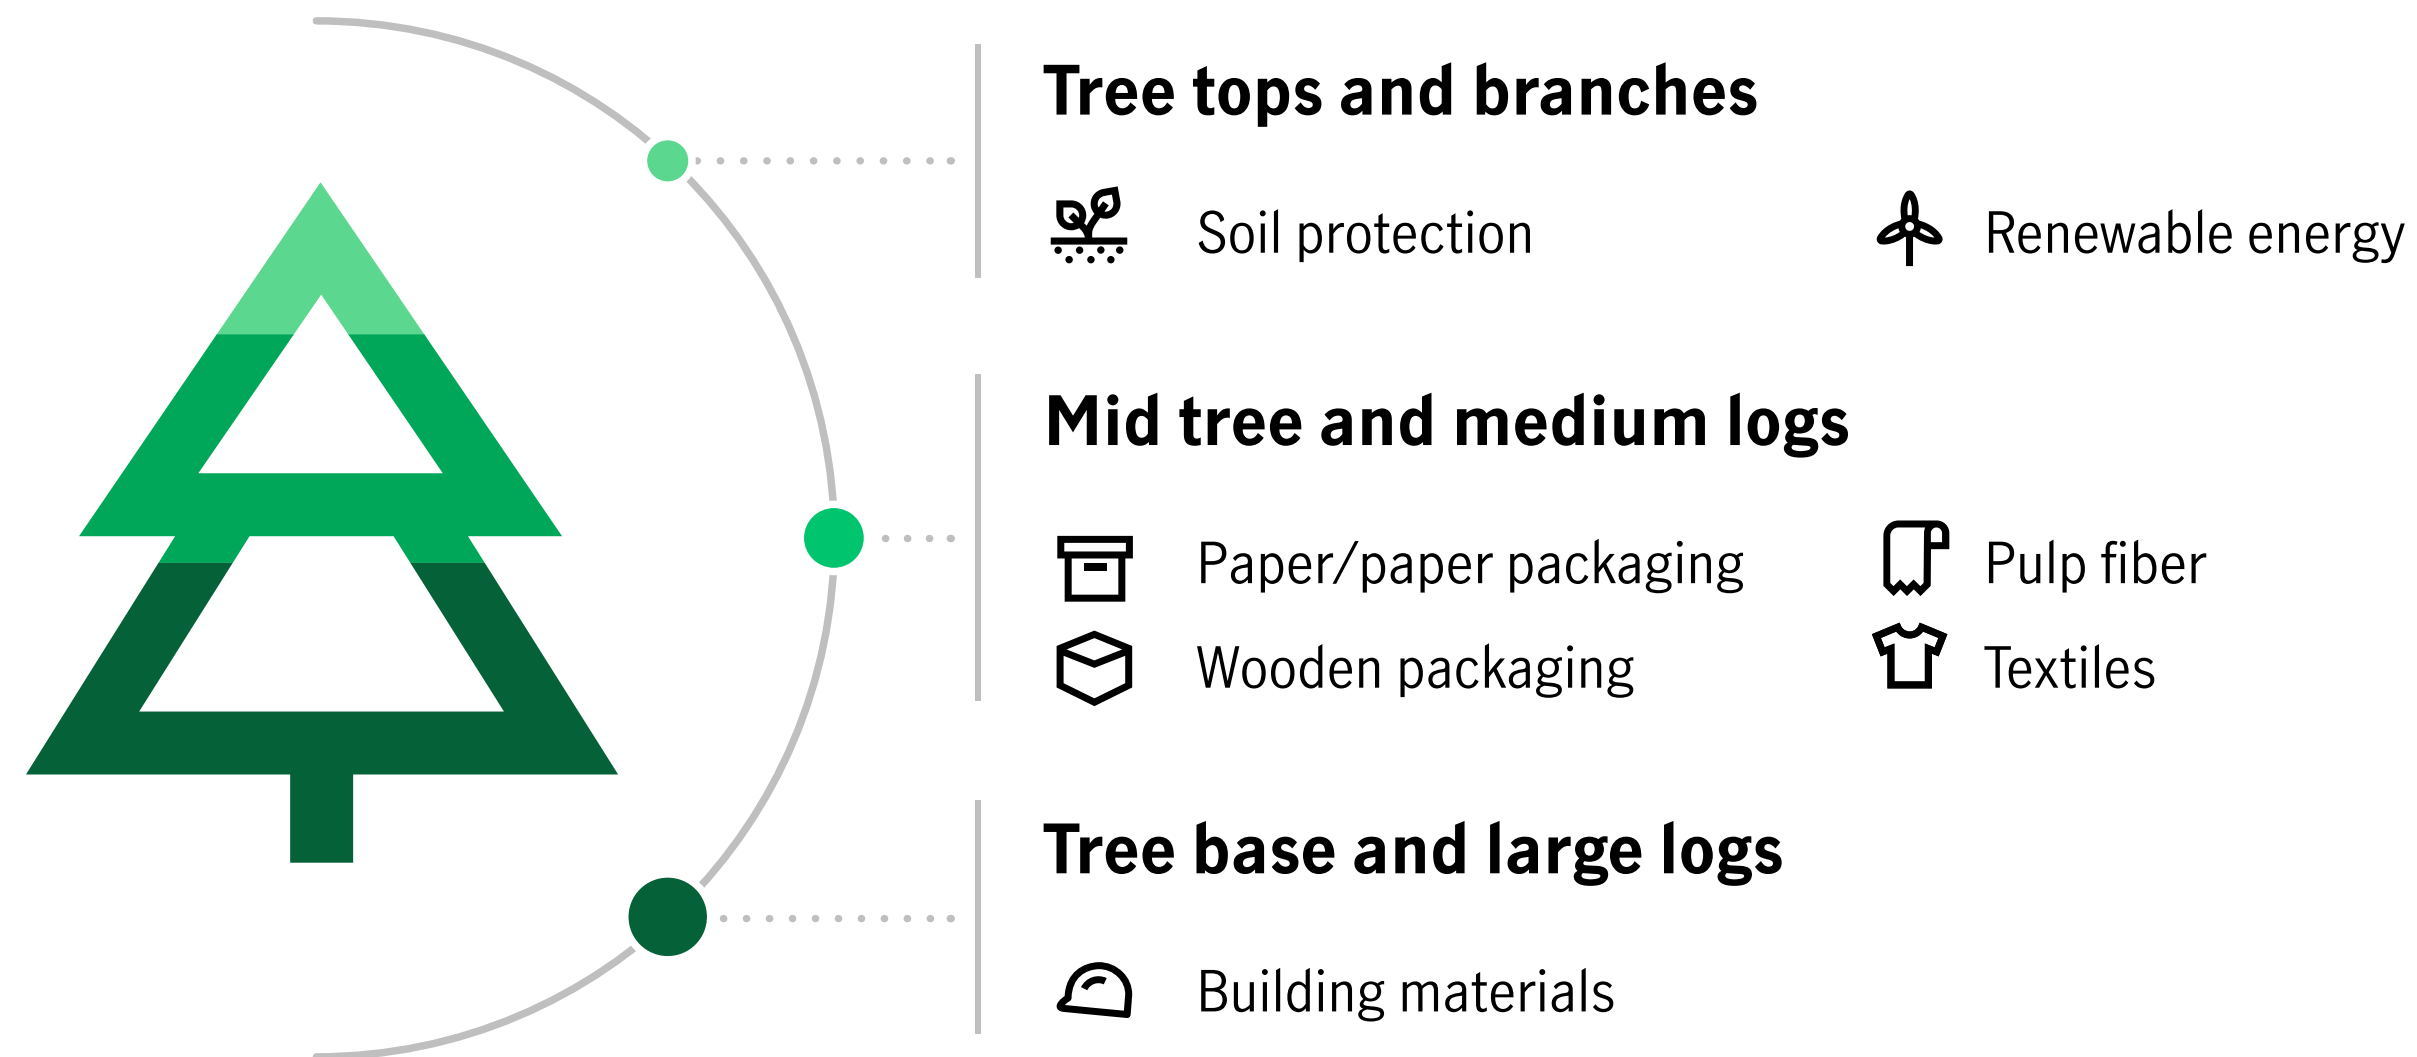 Tree tops and branches
Soil protection
Renewable energy
Mid tree and medium logs
Paper/paper packaging
Pulp fiber
Wooden packaging
Textiles
Tree base and large logs
Building materials